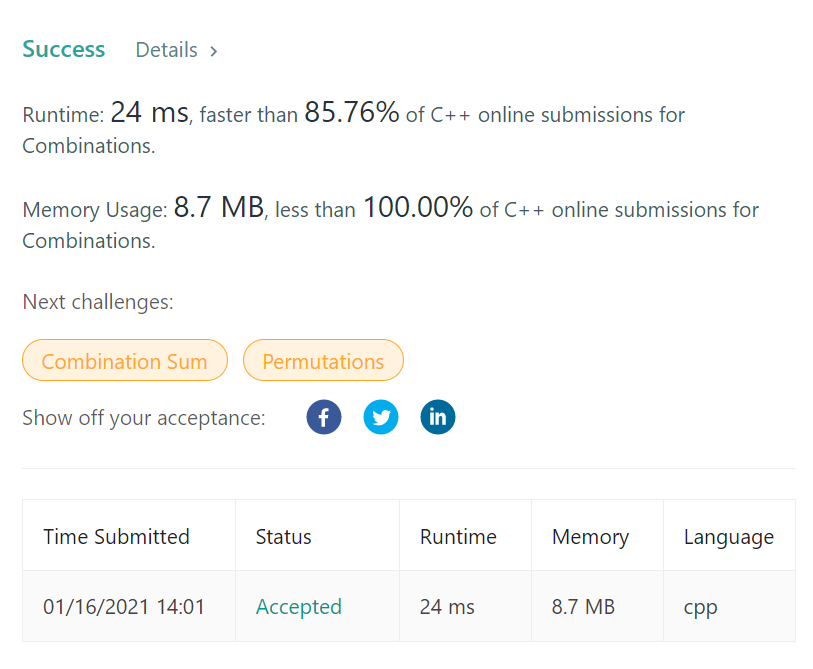 Success Details >
Runtime: 24 ms, faster than 85.76% of C++ online submissions for
Combinations.
Memory Usage: 8.7 MB, less than 100.00% of C++ online submissions for
Combinations.
Next challenges:
Combination Sum Permutations
Show off your acceptance: f in
Time Submitted Status Runtime Memory Language
01/16/2021 14:01 Accepted 24 ms 8.7 MB cpp